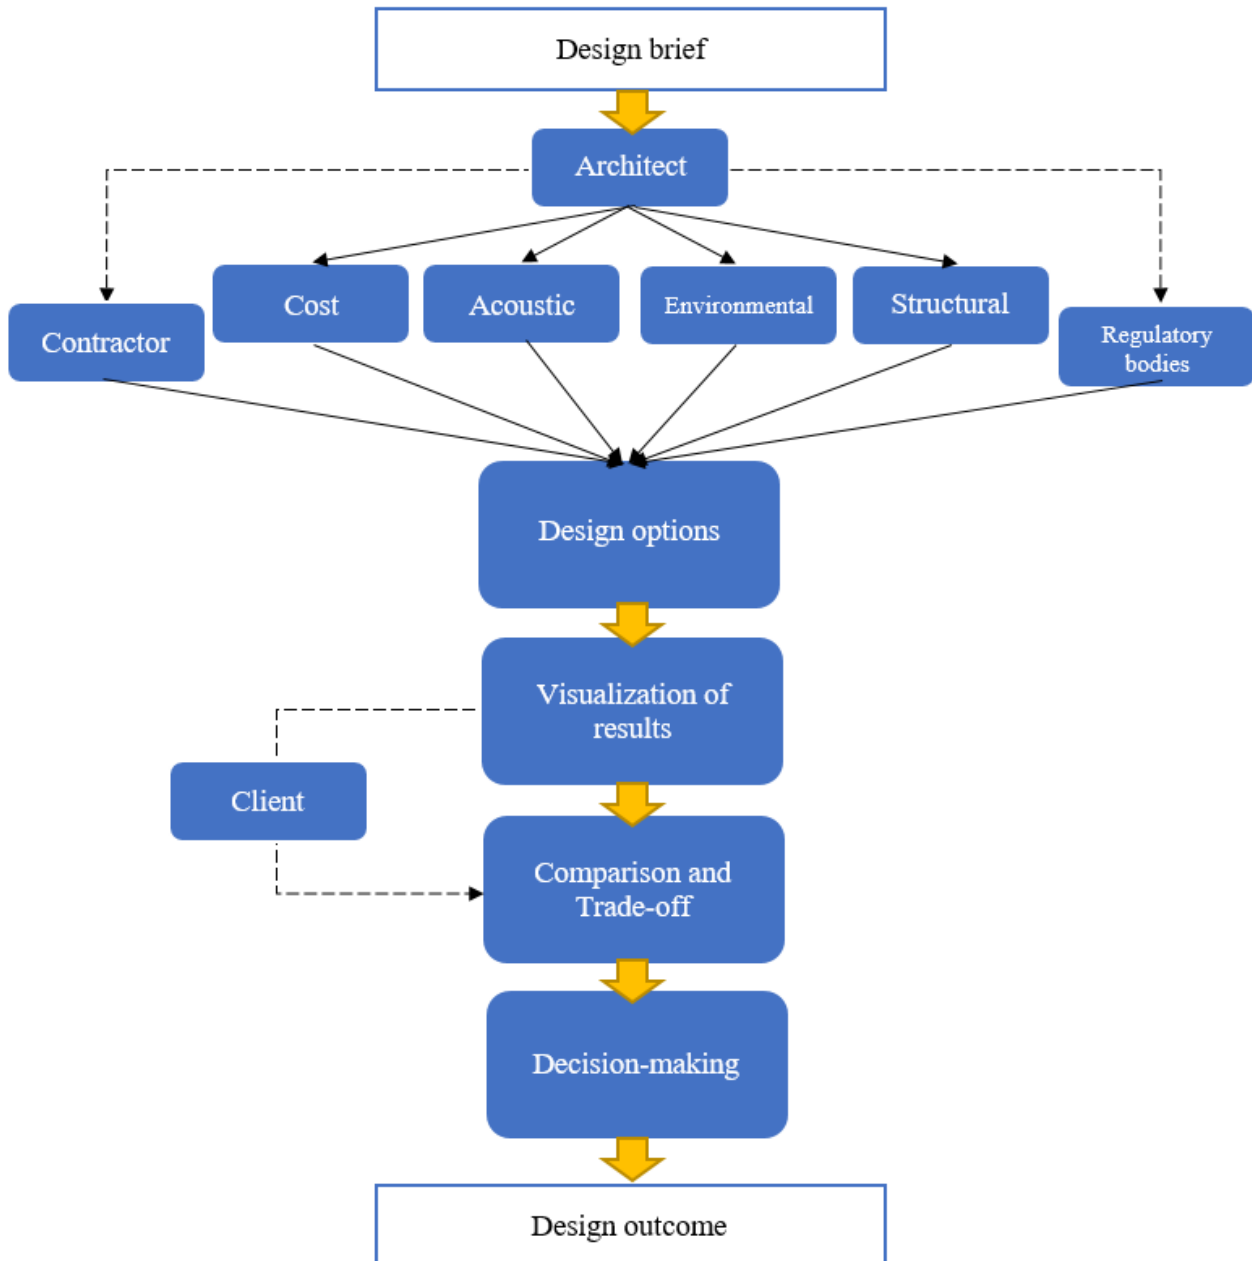 Design brief
Architect
Cost
Acoustic
Environmental
Structural
Contractor
Regulatory
bodies
Design options
Visualization of
results
Client
Comparison and
Trade-off
Decision-making
Design outcome